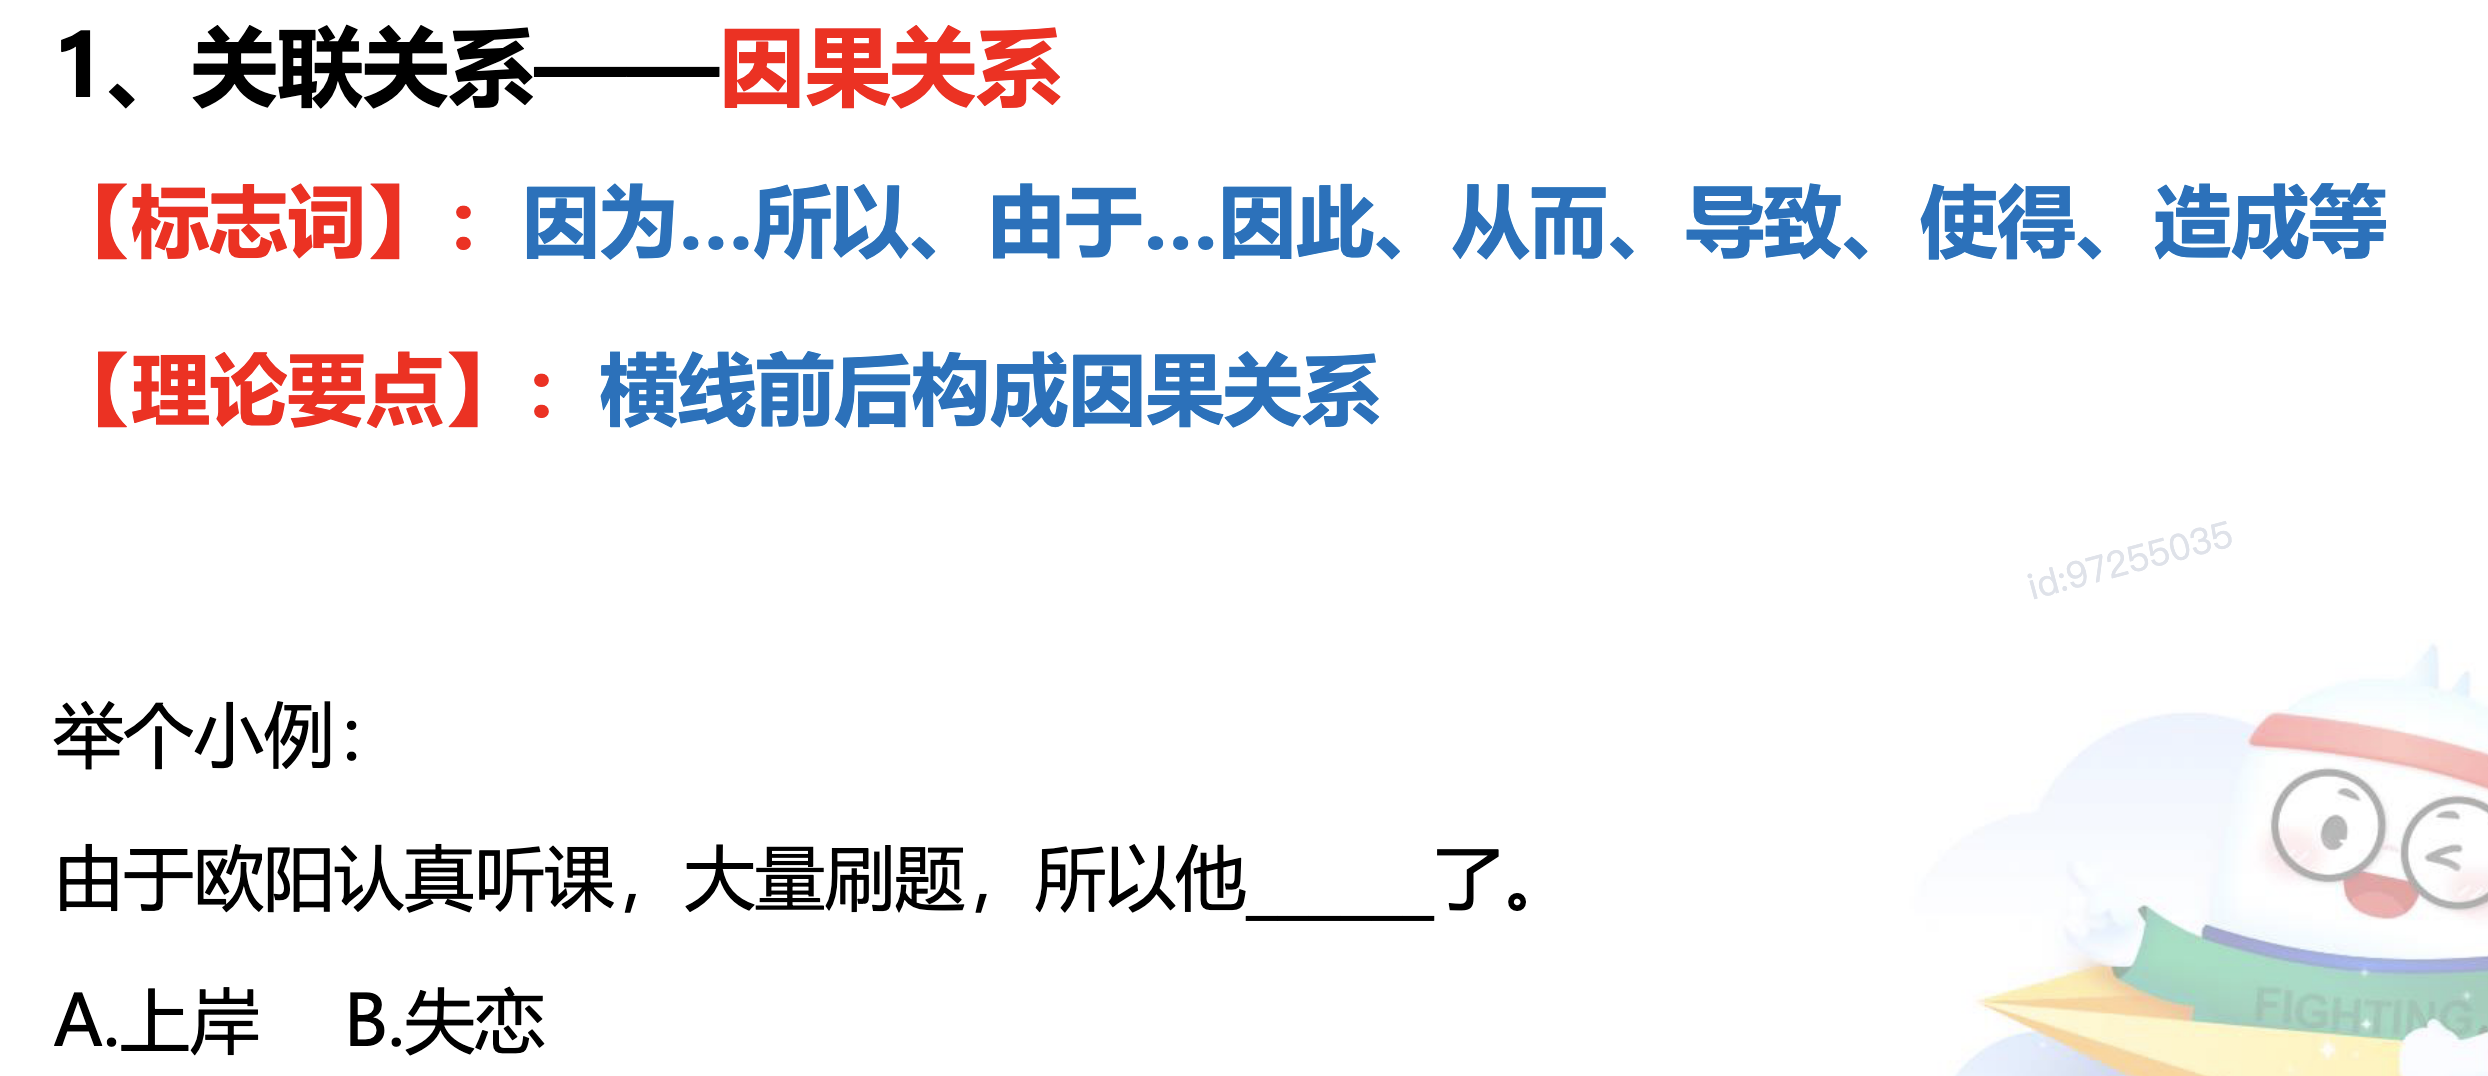 1、关联关系——因果关系
【标志词】：因为…所以、由于…因此、从而、导致、使得、造成等
【理论要点】：横线前后构成因果关系
id:97255035
举个小例：
由于欧阳认真听课，大量刷题，所以他______了。
A.上岸 B.失恋
FIGHTING